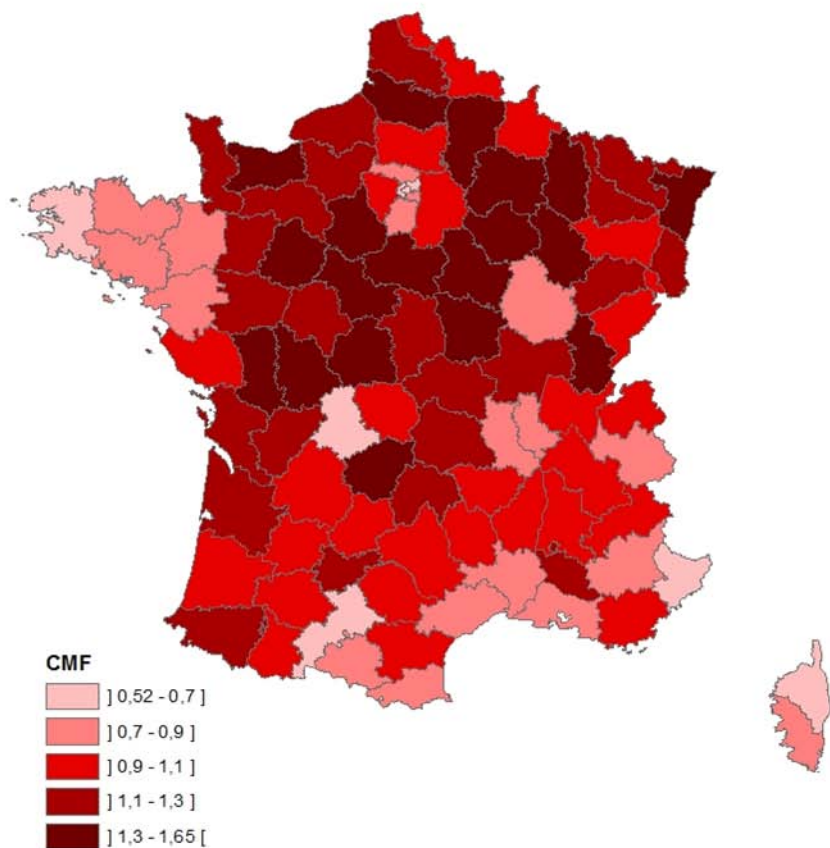 CMF
] 0,52 - 0,7 ]
] 0,7 - 0,9 ]
] 0,9 - 1,1 ]
] 1,1 - 1,3 ]
] 1,3 - 1,65 [